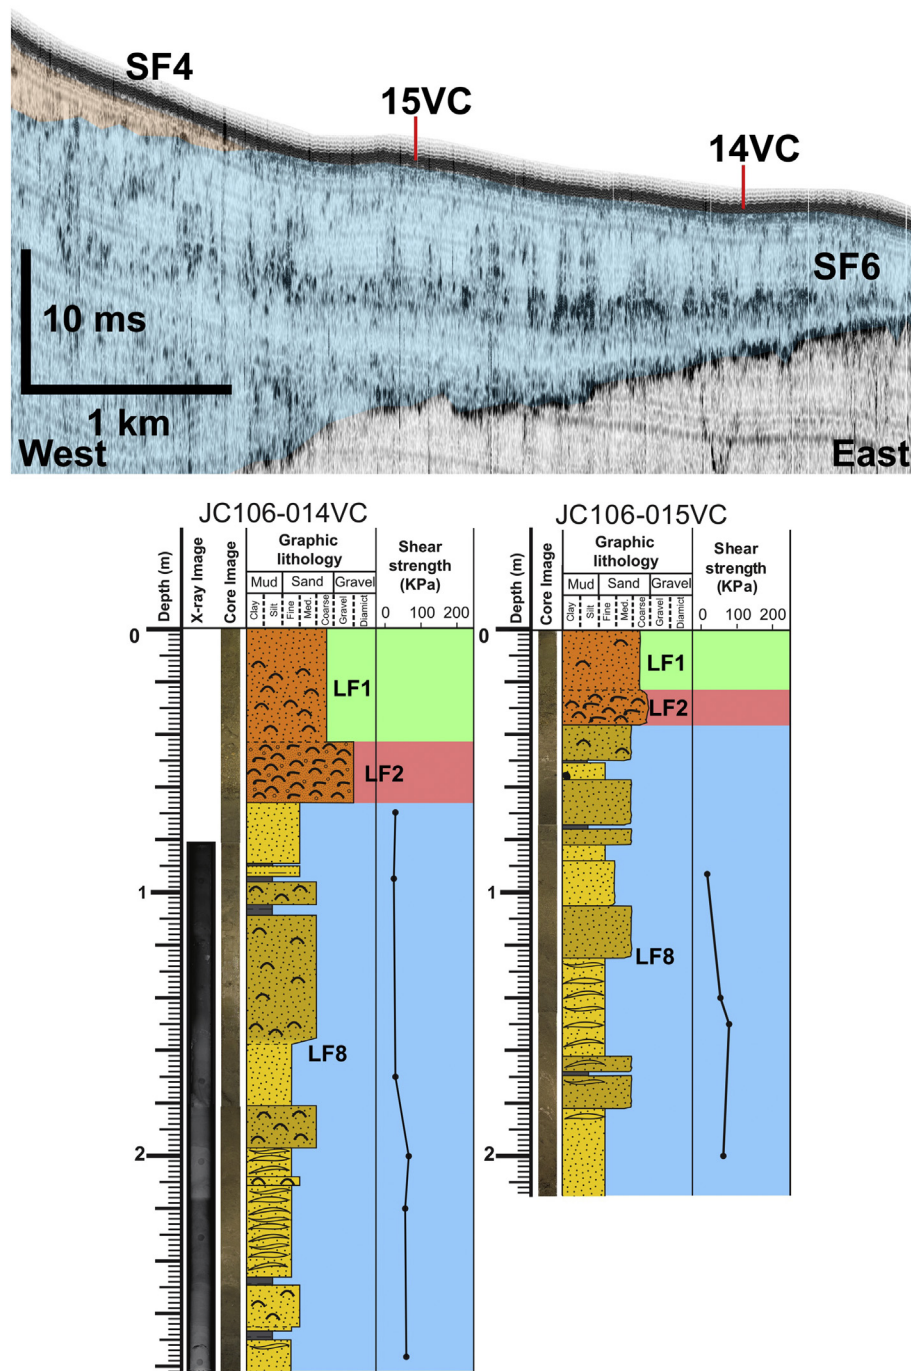 SF4
15VC
14VC
SF6
10 ms
1 km
West
East
JC106-014VC
JC106-015VC
Depth (m)
X-ray Image
Core Image
Graphic
lithology
Mud
Sand
Gravel
Clay
Silt
Fine
Med.
Coarse
Gravel
Diamict
Shear
strength
(KPa)
0 100 200
Depth (m)
Core Image
Graphic
lithology
Mud
Sand
Gravel
Clay
Silt
Fine
Med.
Coarse
Gravel
Diamict
Shear
strength
(KPa)
0 100 200
0
LF1
LF2
1
LF8
2
0
LF1
LF2
1
LF8
2